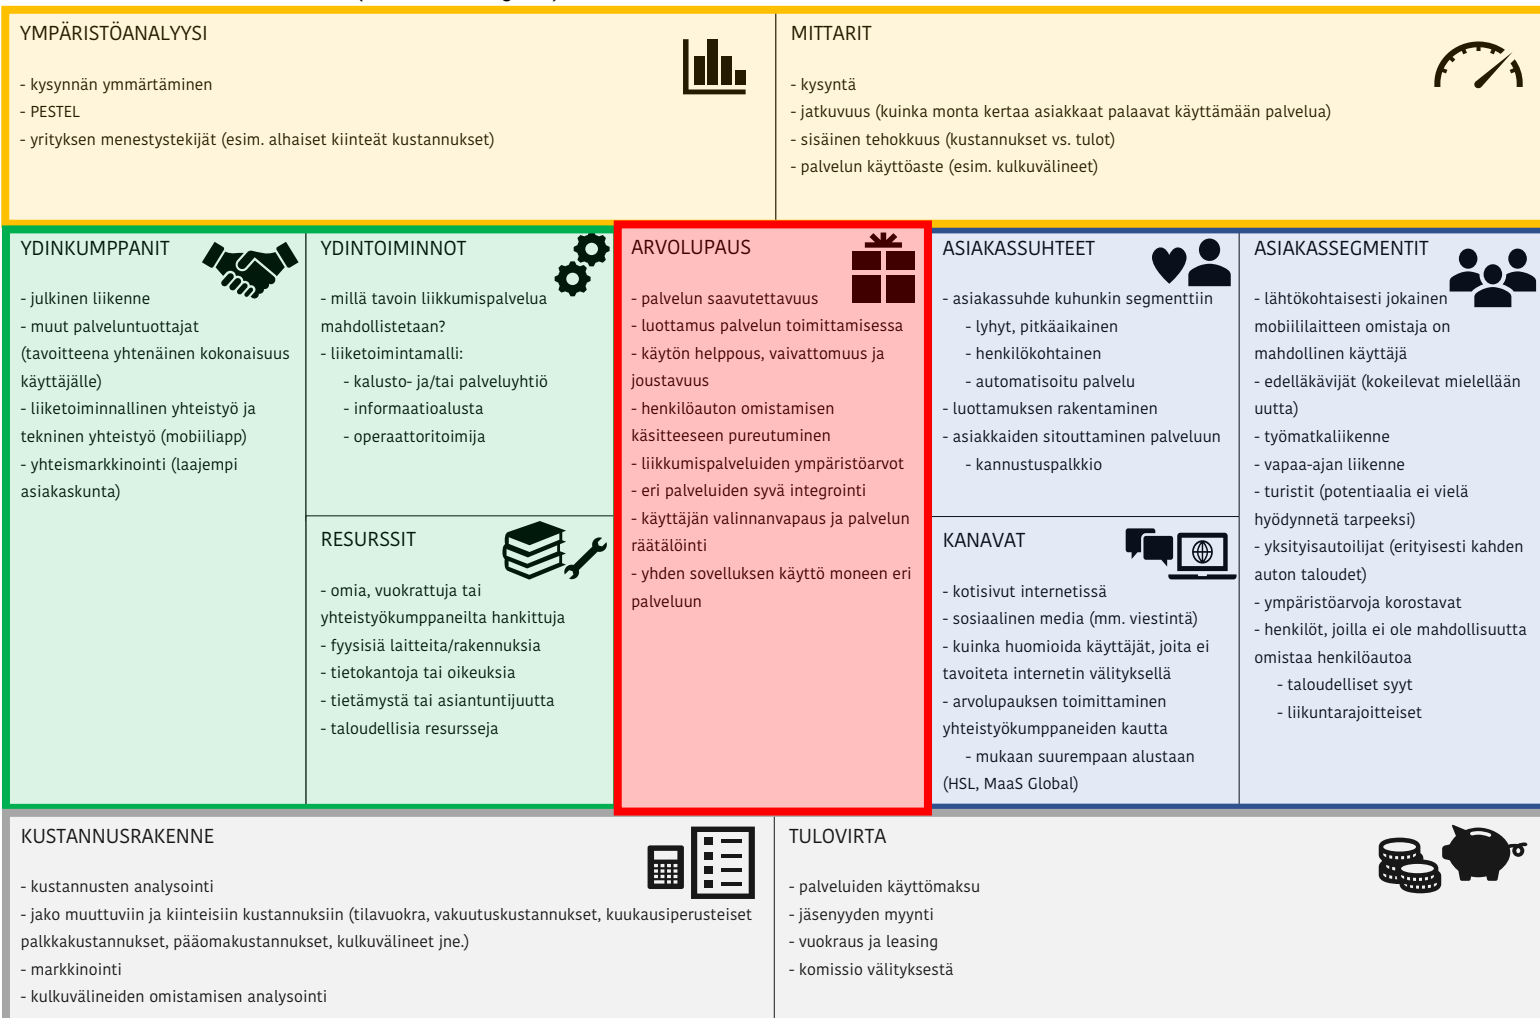 YMPÄRISTÖANALYYSI
- kysynnän ymmärtäminen
- PESTEL
- yrityksen menestystekijät (esim. alhaiset kiinteät kustannukset)
MITTARIT
- kysyntä
- jatkuvuus (kuinka monta kertaa asiakkaat palaavat käyttämään palvelua)
- sisäinen tehokkuus (kustannukset vs. tulot)
- palvelun käyttöaste (esim. kulkuvälineet)
YDINKUMPPANIT
- julkinen liikenne
- muut palveluntuottajat
(tavoitteena yhtenäinen kokonaisuus
käyttäjälle)
- liiketoiminnallinen yhteistyö ja
tekninen yhteistyö (mobiiliapp)
- yhteismarkkinointi (laajempi
asiakaskunta)
YDINTOIMINNOT
- millä tavoin liikkumispalvelua
mahdollistetaan?
- liiketoimintamalli:
- kalusto- ja/tai palveluyhtiö
- informaatioalusta
- operaattoritoimija
RESURSSIT
- omia, vuokrattuja tai
yhteistyökumppaneilta hankittuja
- fyysisiä laitteita/rakennuksia
- tietokantoja tai oikeuksia
- tietämystä tai asiantuntijuutta
- taloudellisia resursseja
ARVOLUPAUS
- palvelun saavutettavuus
- luottamus palvelun toimittamisessa
- käytön helppous, vaivattomuus ja
joustavuus
- henkilöauton omistamisen
käsitteeseen pureutuminen
- liikkumispalveluiden ympäristöarvot
- eri palveluiden syvä integrointi
- käyttäjän valinnanvapaus ja palvelun
räätälöinti
- yhden sovelluksen käyttö moneen eri
palveluun
ASIAKASSUHTEET
- asiakassuhde kuhunkin segmenttiin
- lyhyt, pitkäaikainen
- henkilökohtainen
- automatisoitu palvelu
- luottamuksen rakentaminen
- asiakkaiden sitouttaminen palveluun
- kannustuspalkkio
KANAVAT
- kotisivut internetissä
- sosiaalinen media (mm. viestintä)
- kuinka huomioida käyttäjät, joita ei
tavoiteta internetin välityksellä
- arvolupauksen toimittaminen
yhteistyökumppaneiden kautta
- mukaan suurempaan alustaan
(HSL, MaaS Global)
ASIAKASSEGMENTIT
- lähtökohtaisesti jokainen
mobiililaitteen omistaja on
mahdollinen käyttäjä
- edelläkävijät (kokeilevat mielellään
uutta)
- työmatkaliikenne
- vapaa-ajan liikenne
- turistit (potentiaalia ei vielä
hyödynnetä tarpeeksi)
- yksityisautoilijat (erityisesti kahden
auton taloudet)
- ympäristöarvoja korostavat
- henkilöt, joilla ei ole mahdollisuutta
omistaa henkilöautoa
- taloudelliset syyt
- liikuntarajoitteiset
KUSTANNUSRAKENNE
- kustannusten analysointi
- jako muuttuviin ja kiinteisiin kustannuksiin (tilavuokra, vakuutuskustannukset, kuukausiperusteiset
palkkakustannukset, pääomakustannukset, kulkuvälineet jne.)
- markkinointi
- kulkuvälineiden omistamisen analysointi
TULOVIRTA
- palveluiden käyttömaksu
- jäsenyyden myynti
- vuokraus ja leasing
- komissio välityksestä